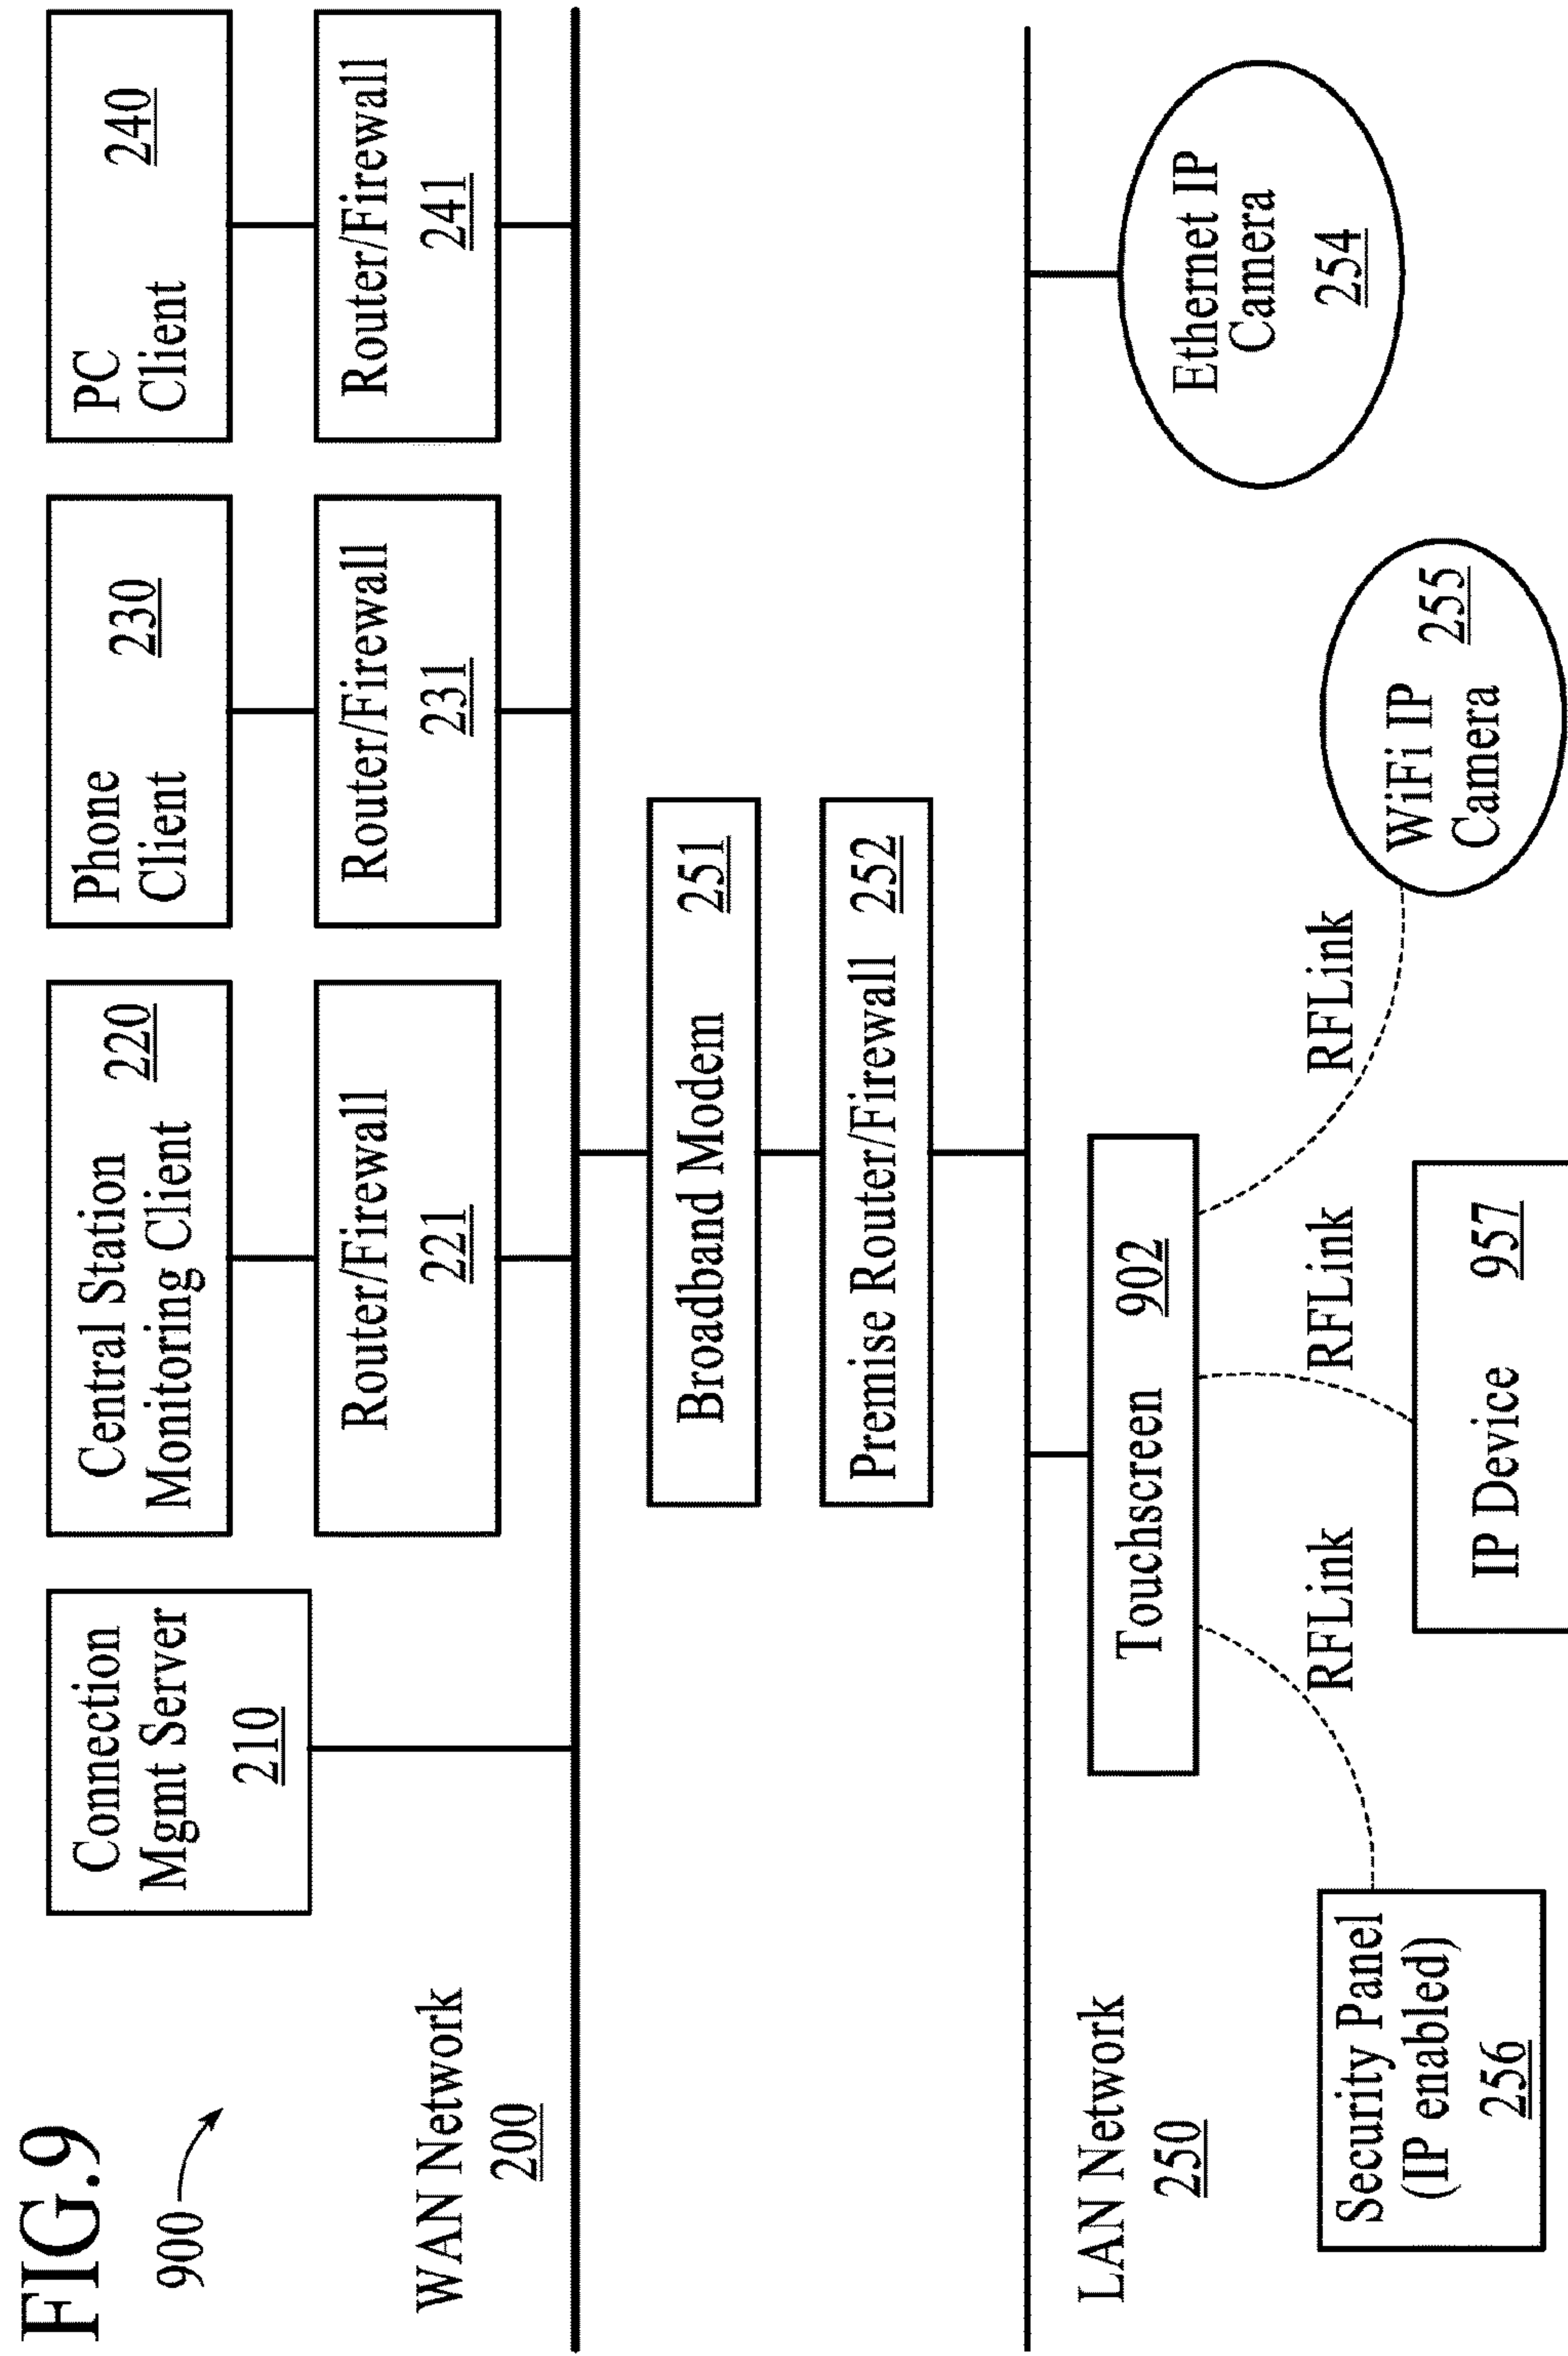 FIG.9
900
Connection
Mgmt Server
210
Central Station
Monitoring Client
220
Phone
Client
230
PC
Client
240
Router/Firewall
221
Router/Firewall
231
Router/Firewall
241
WAN Network
200
Broadband Modem 251
Premise Router/Firewall 252
LAN Network
250
Touchscreen 902
Ethernet IP
Camera
254
RFLink
RFLink
RFLink
Security Panel
(IP enabled)
256
IP Device 957
WiFi IP
Camera
255